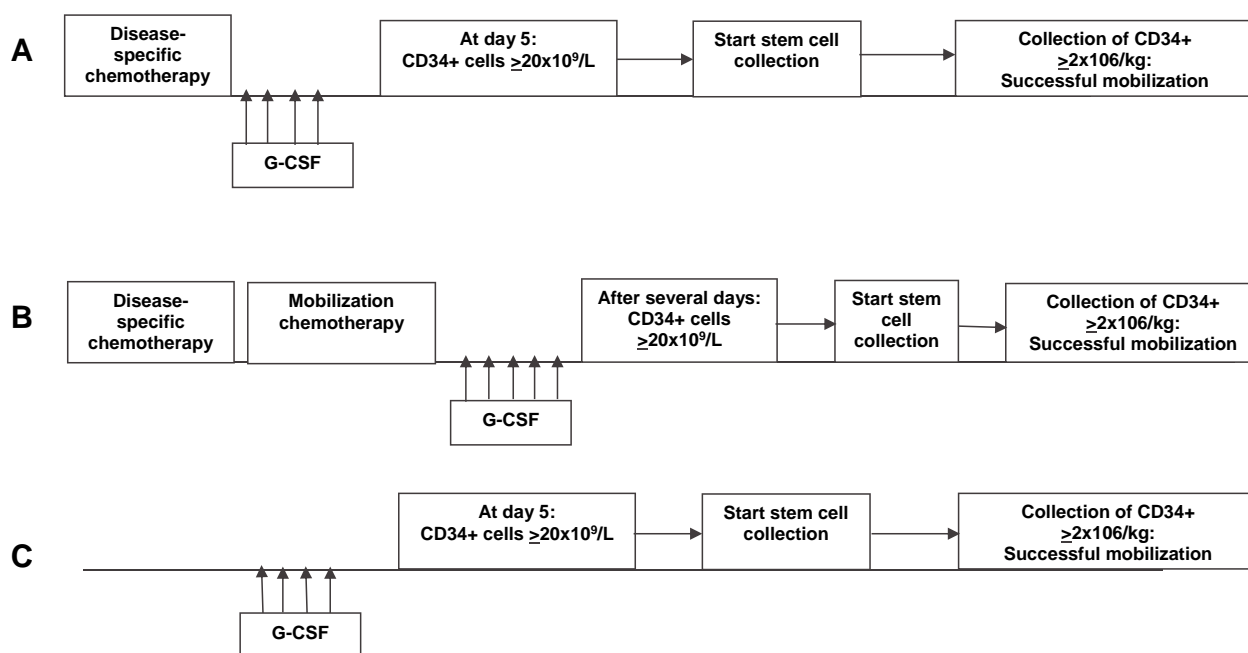 A
Disease-
specific
chemotherapy
At day 5:
CD34+ cells ≥20x10⁹/L
Start stem cell
collection
Collection of CD34+
≥2x106/kg:
Successful mobilization
G-CSF
B
Disease-
specific
chemotherapy
Mobilization
chemotherapy
After several days:
CD34+ cells
≥20x10⁹/L
Start stem
cell
collection
Collection of CD34+
≥2x106/kg:
Successful mobilization
G-CSF
C
At day 5:
CD34+ cells ≥20x10⁹/L
Start stem cell
collection
Collection of CD34+
≥2x106/kg:
Successful mobilization
G-CSF